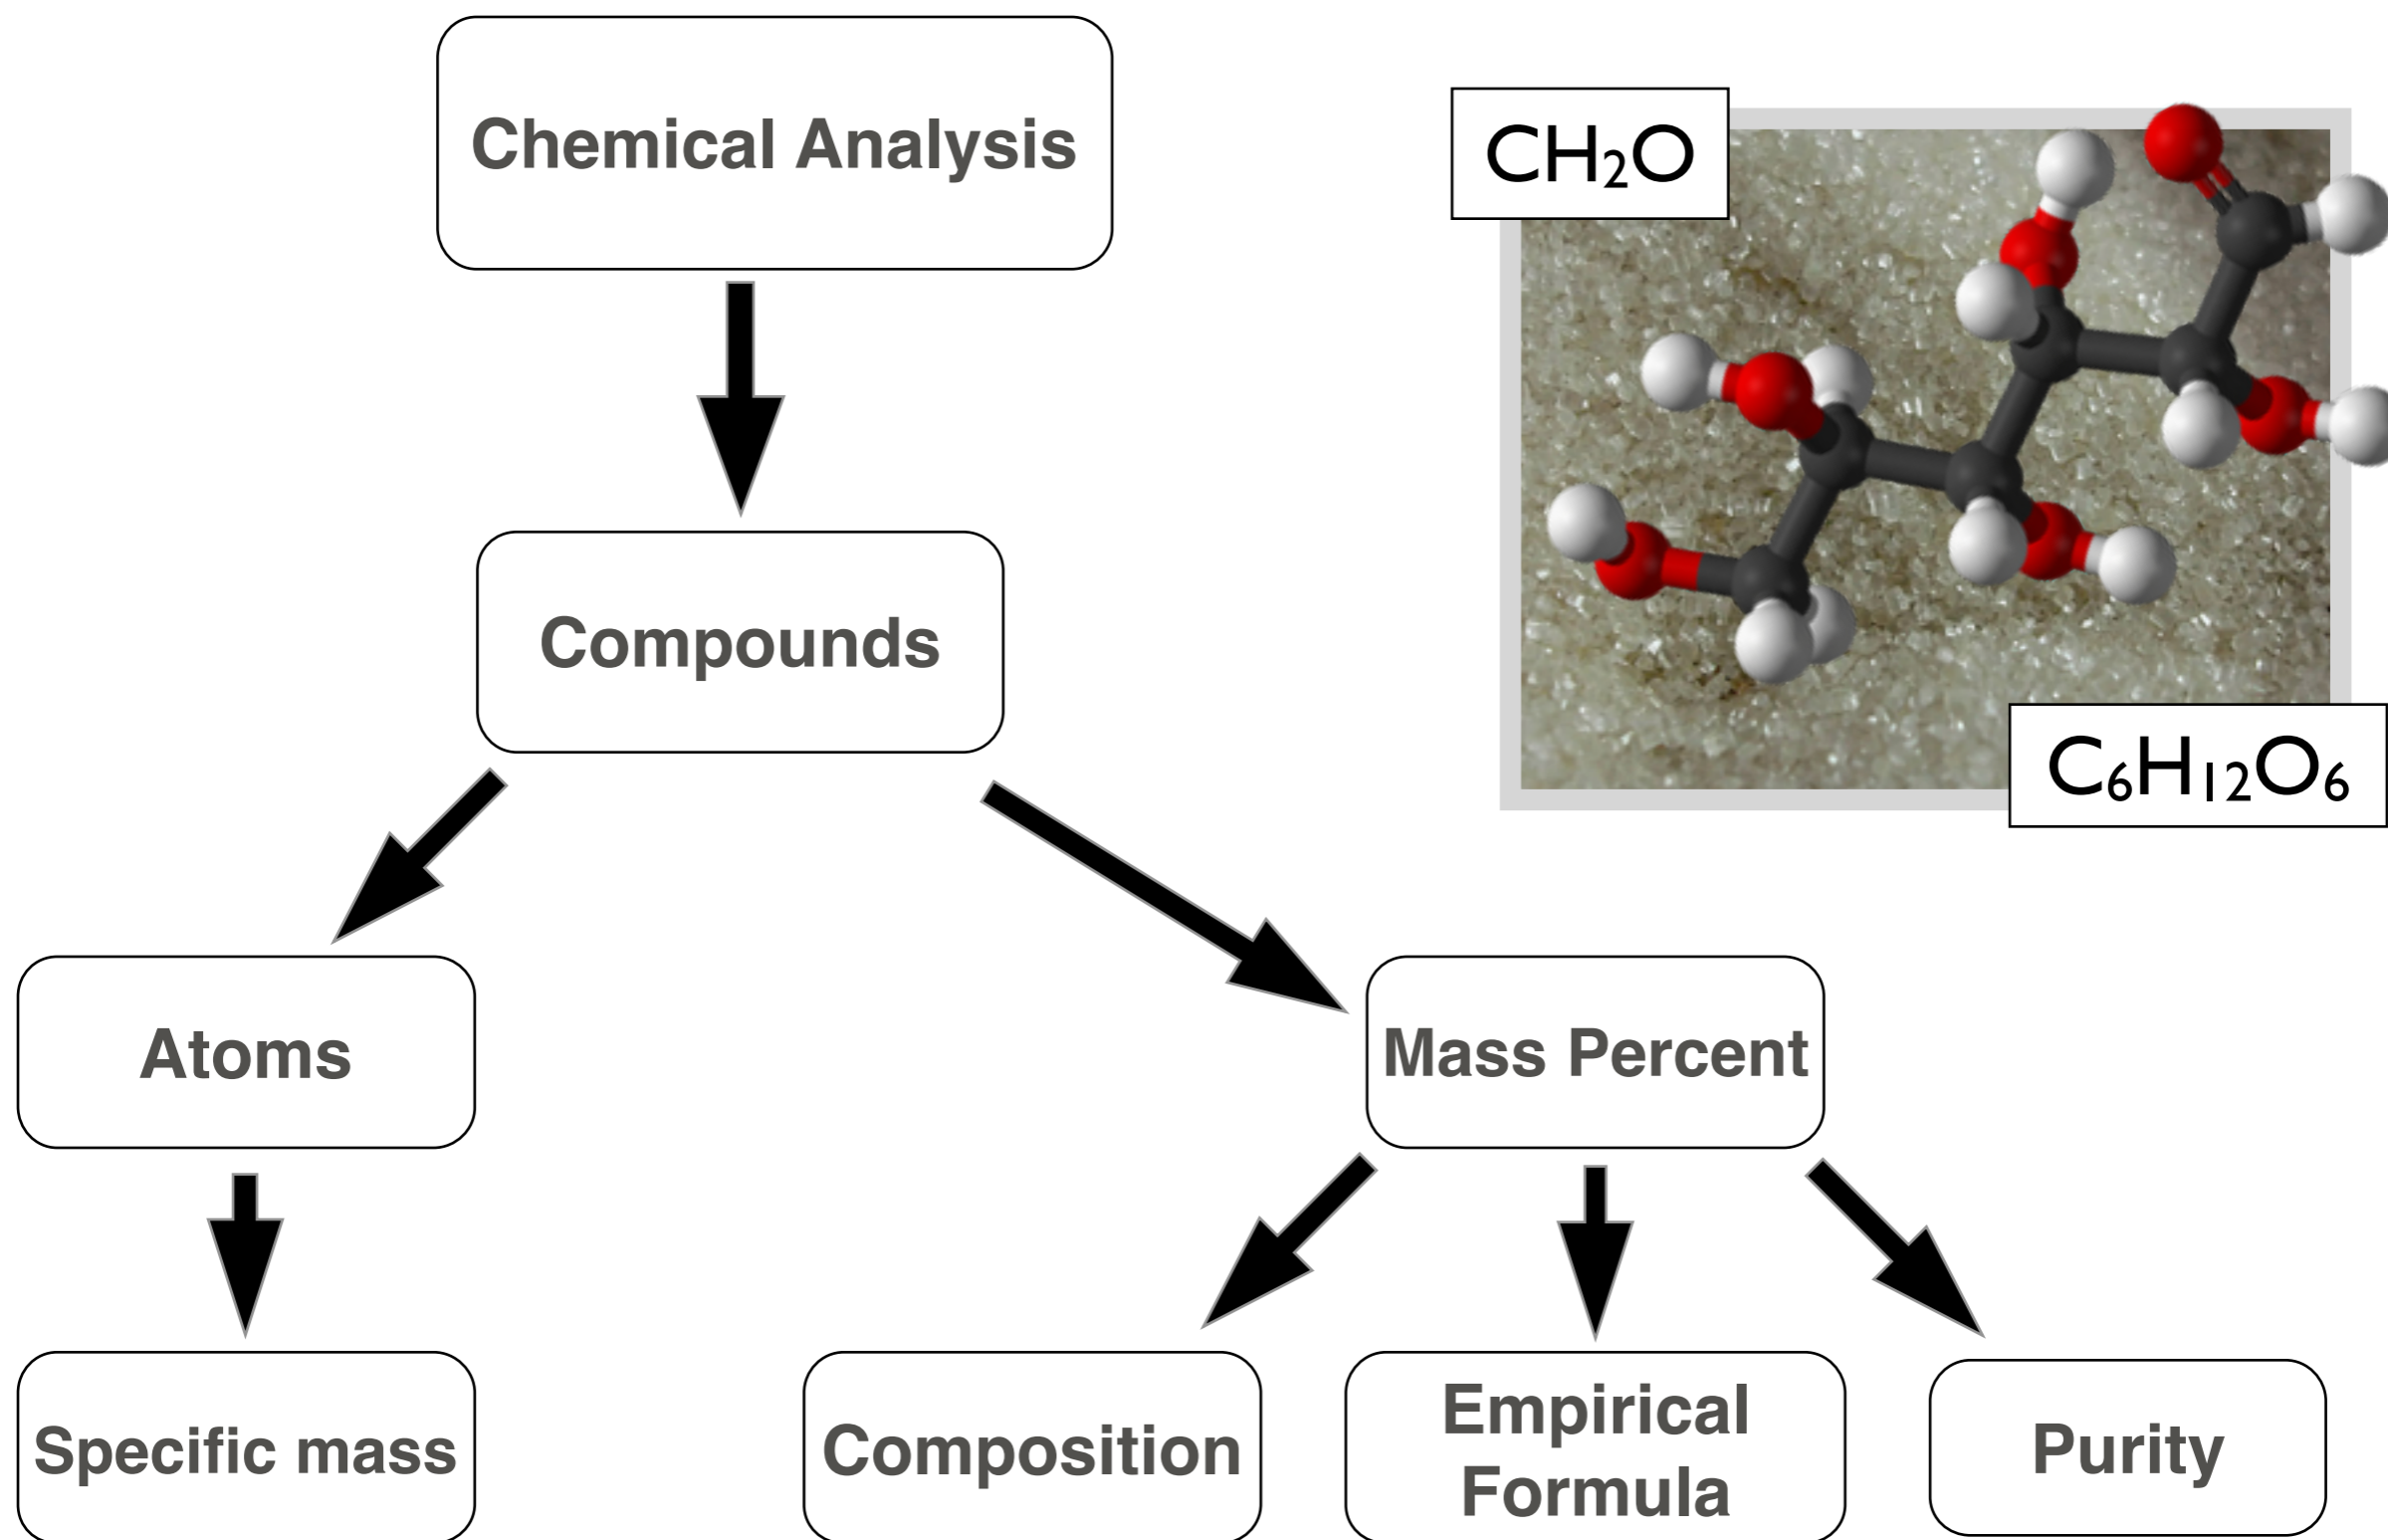 Chemical Analysis
CH₂O
Compounds
C₆H₁₂O₆
Atoms
Mass Percent
Specific mass
Composition
Empirical
Formula
Purity